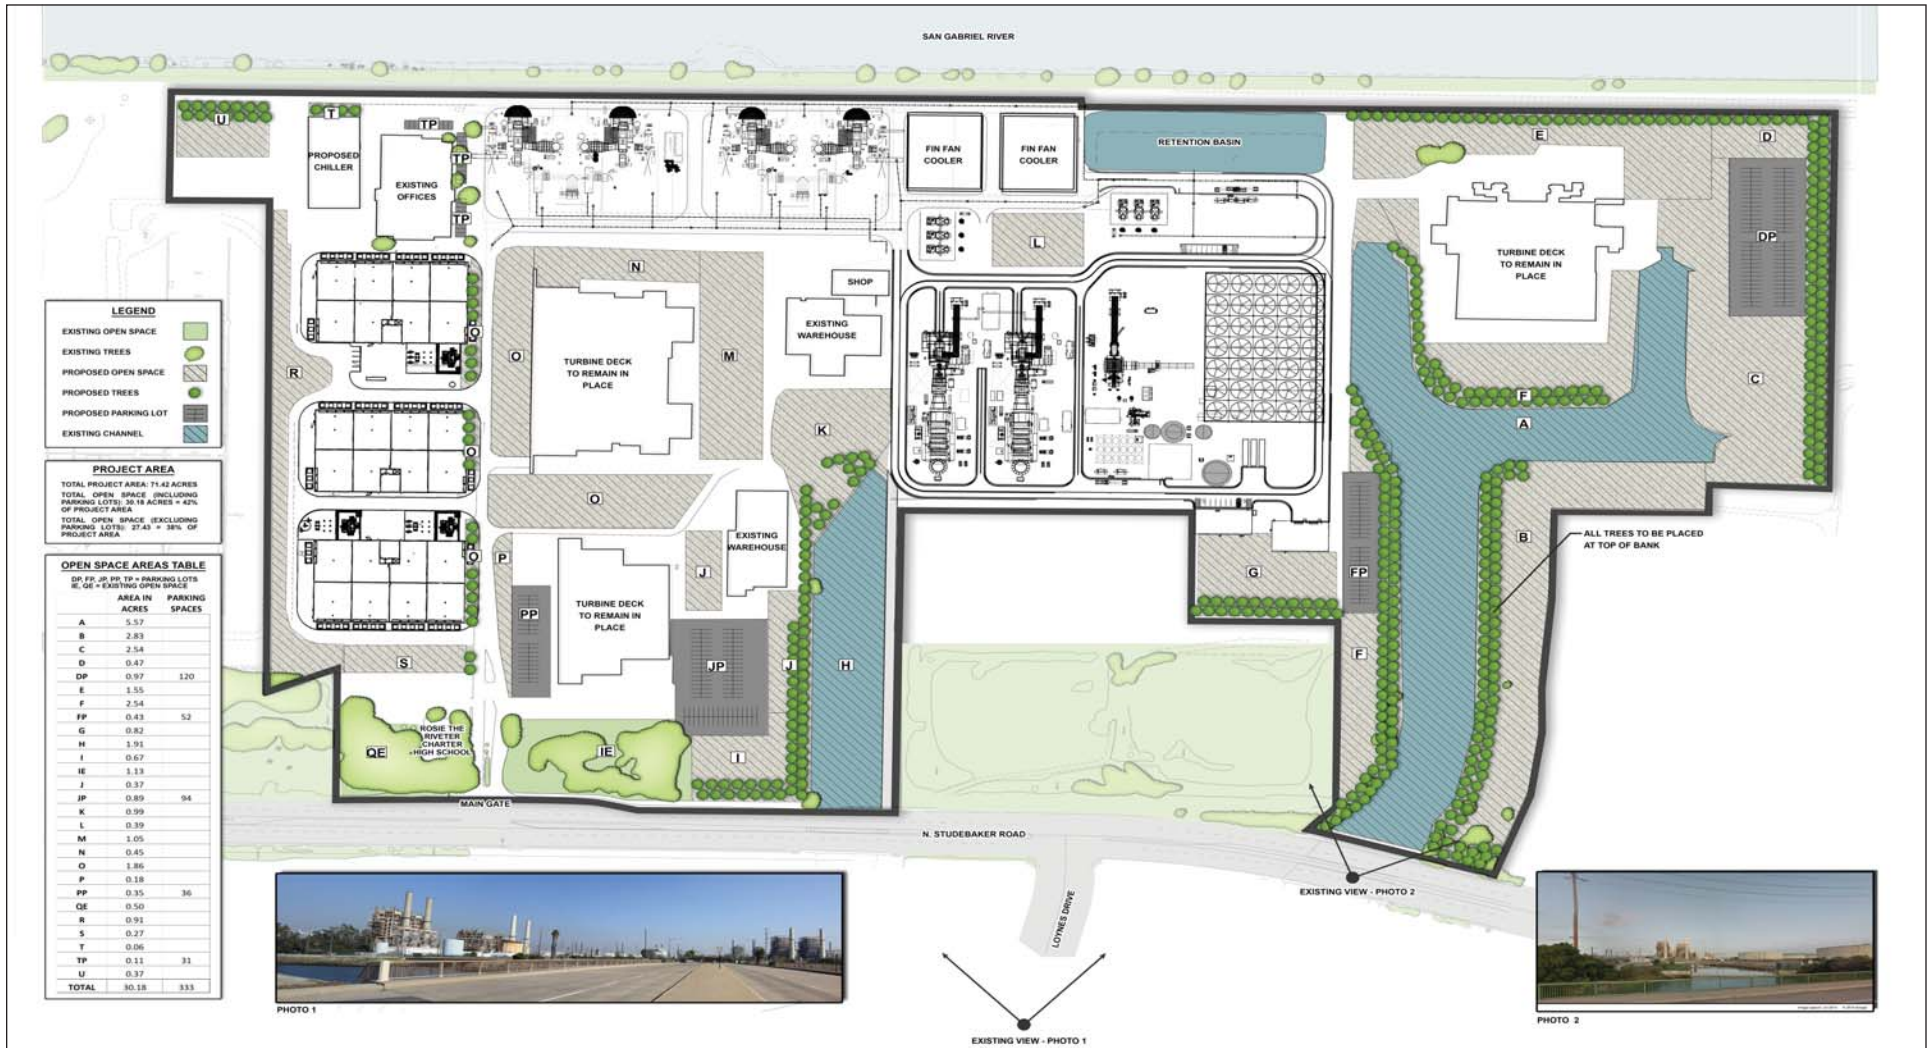 SAN GABRIEL RIVER
U
T
TP
PROPOSED
CHILLER
EXISTING
OFFICES
TP
TP
FIN FAN
COOLER
FIN FAN
COOLER
RETENTION BASIN
E
D
DP
TURBINE DECK
TO REMAIN IN
PLACE
L
N
SHOP
O
O
R
TURBINE DECK
TO REMAIN IN
PLACE
M
EXISTING
WAREHOUSE
C
F
A
K
O
O
P
EXISTING
WAREHOUSE
J
O
B
ALL TREES TO BE PLACED
AT TOP OF BANK
G
FP
PP
TURBINE DECK
TO REMAIN IN
PLACE
S
JP
J
H
F
QE
ROSIE THE
RIVETER
CHARTER
HIGH SCHOOL
IE
I
MAIN GATE
N. STUDEBAKER ROAD
LOYNES DRIVE
EXISTING VIEW - PHOTO 2
EXISTING VIEW - PHOTO 1
PHOTO 1
PHOTO 2
LEGEND
EXISTING OPEN SPACE
EXISTING TREES
PROPOSED OPEN SPACE
PROPOSED TREES
PROPOSED PARKING LOT
EXISTING CHANNEL
PROJECT AREA
TOTAL PROJECT AREA: 71.42 ACRES
TOTAL OPEN SPACE (INCLUDING
PARKING LOTS): 30.18 ACRES = 42%
OF PROJECT AREA
TOTAL OPEN SPACE (EXCLUDING
PARKING LOTS): 27.43 = 38% OF
PROJECT AREA
OPEN SPACE AREAS TABLE
DP, FP, JP, PP, TP = PARKING LOTS
IE, QE = EXISTING OPEN SPACE
AREA IN ACRES PARKING SPACES
A 5.57
B 2.83
C 2.54
D 0.47
DP 0.97 120
E 1.55
F 2.54
FP 0.43 52
G 0.82
H 1.91
I 0.67
IE 1.13
J 0.37
JP 0.89 94
K 0.99
L 0.39
M 1.05
N 0.45
O 1.86
P 0.18
PP 0.35 36
QE 0.50
R 0.91
S 0.27
T 0.06
TP 0.11 31
U 0.37
TOTAL 30.18 333